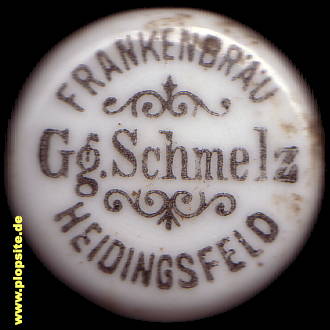 FRANKENBRÄU
Gg. Schmelz
HEIDINGSFELD
www.plopsite.de